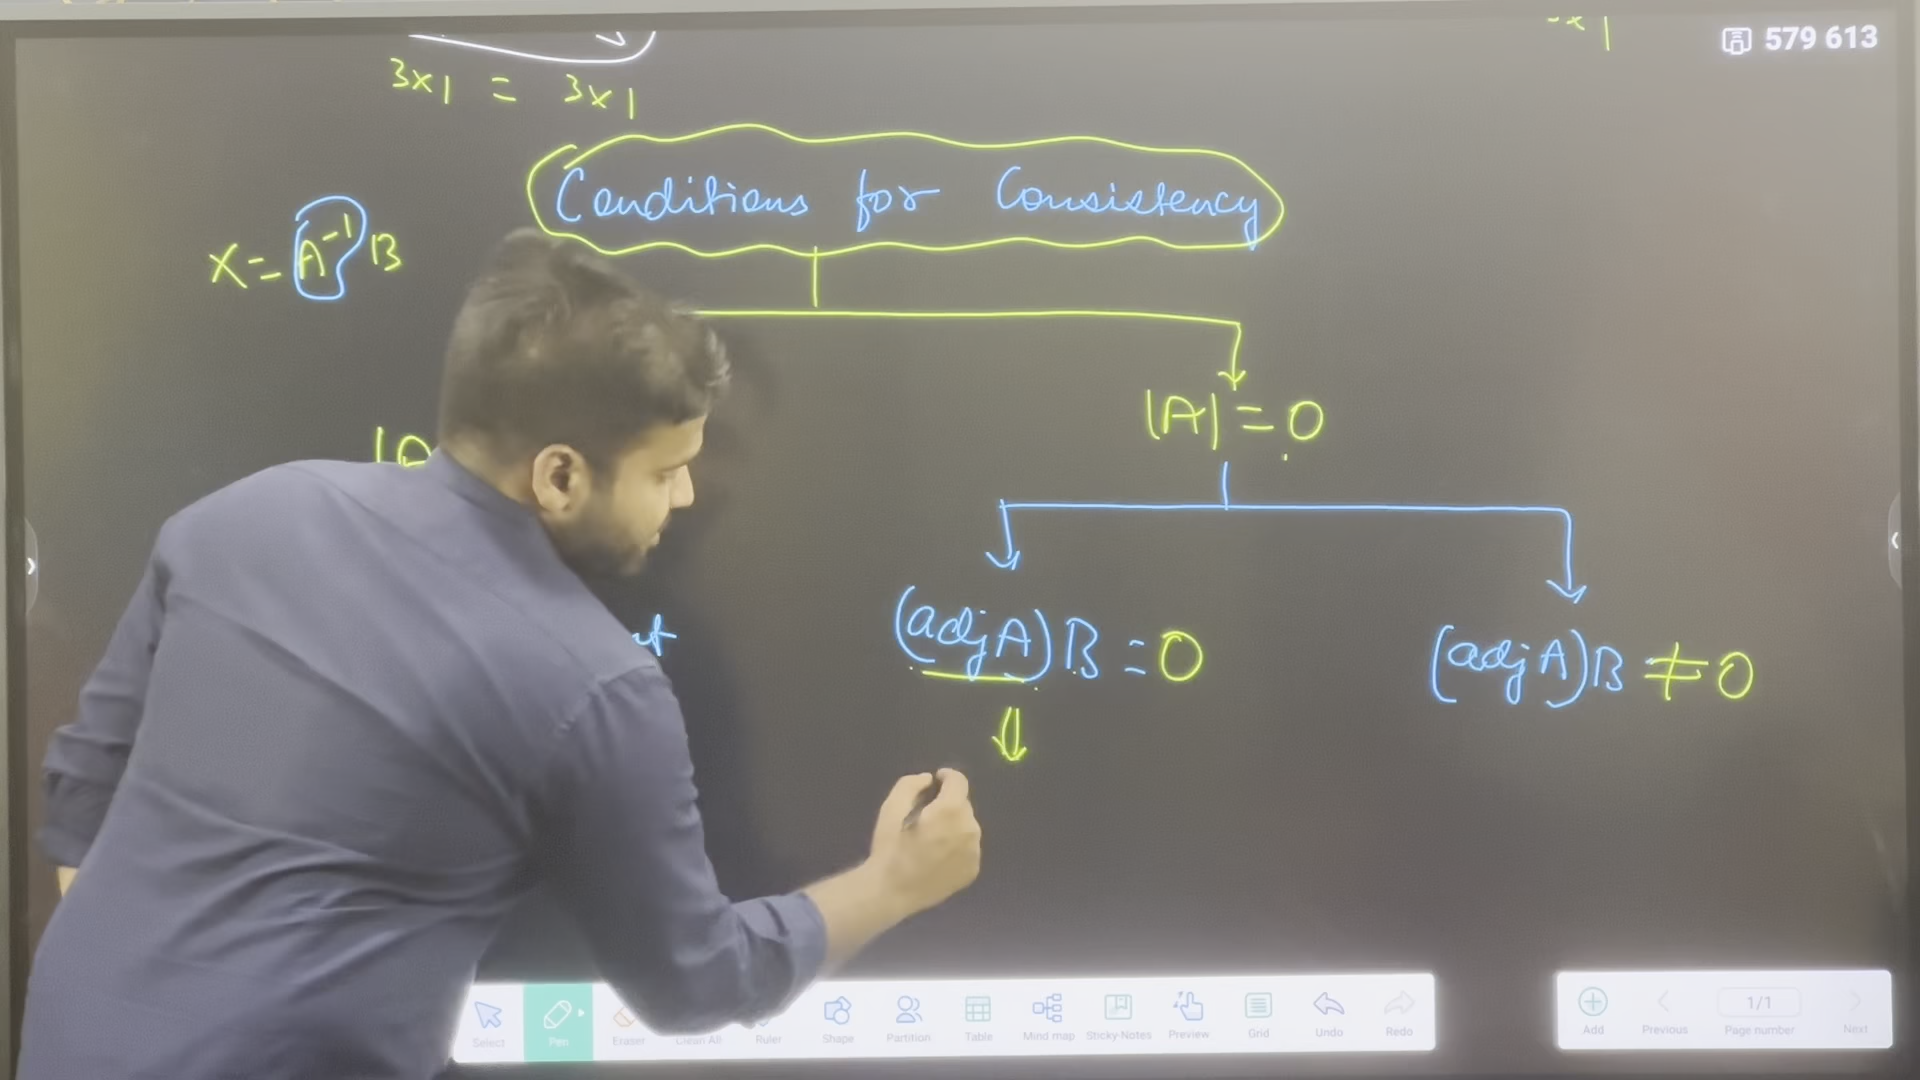 579 613
3x1 = 3x1
Conditions for Consistency
X = A⁻¹ B
|A| = 0
(adj A) B = 0
(adj A) B ≠ 0
Select
Pen
Eraser
Clean All
Ruler
Shape
Partition
Table
Mind map
Sticky-Notes
Preview
Grid
Undo
Redo
Add
Previous
1/1
Page number
Next